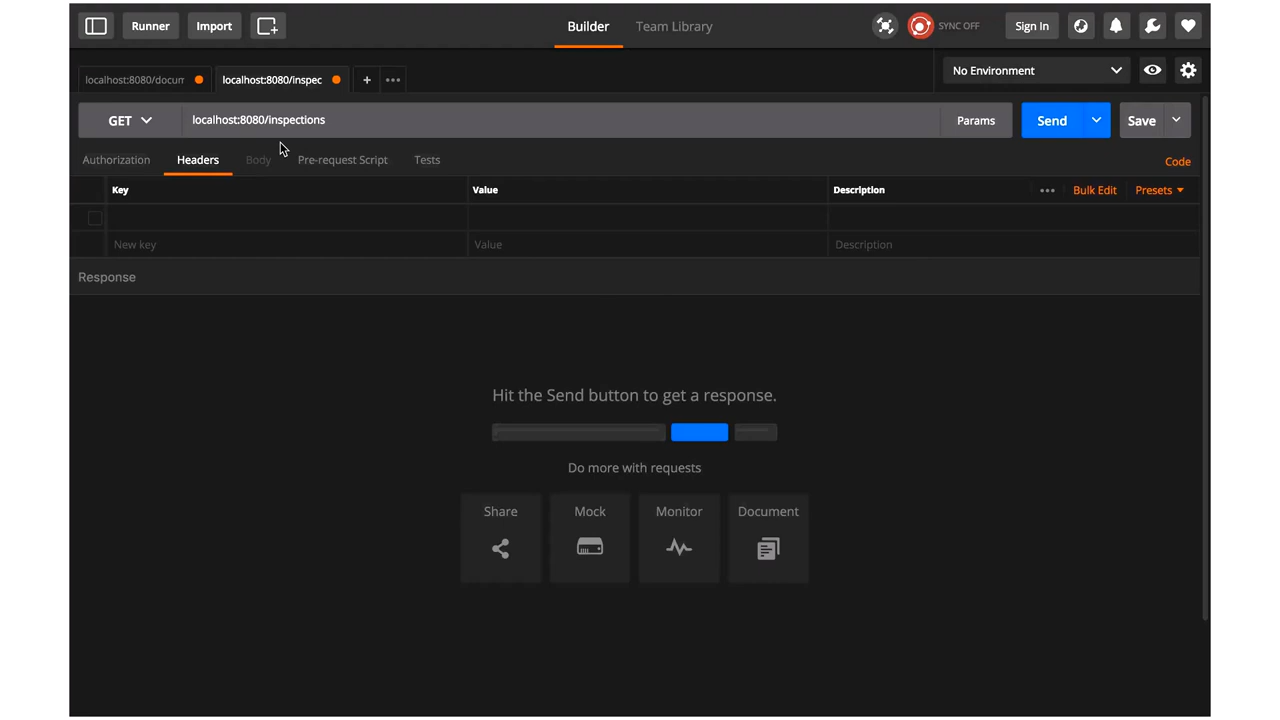 Runner Import Builder Team Library SYNC OFF Sign In
localhost:8080/docum localhost:8080/inspec + ••• No Environment
GET localhost:8080/inspections Params Send Save
Authorization Headers Body Pre-request Script Tests Code
Key Value Description ••• Bulk Edit Presets
New key Value Description
Response
Hit the Send button to get a response.
Do more with requests
Share Mock Monitor Document